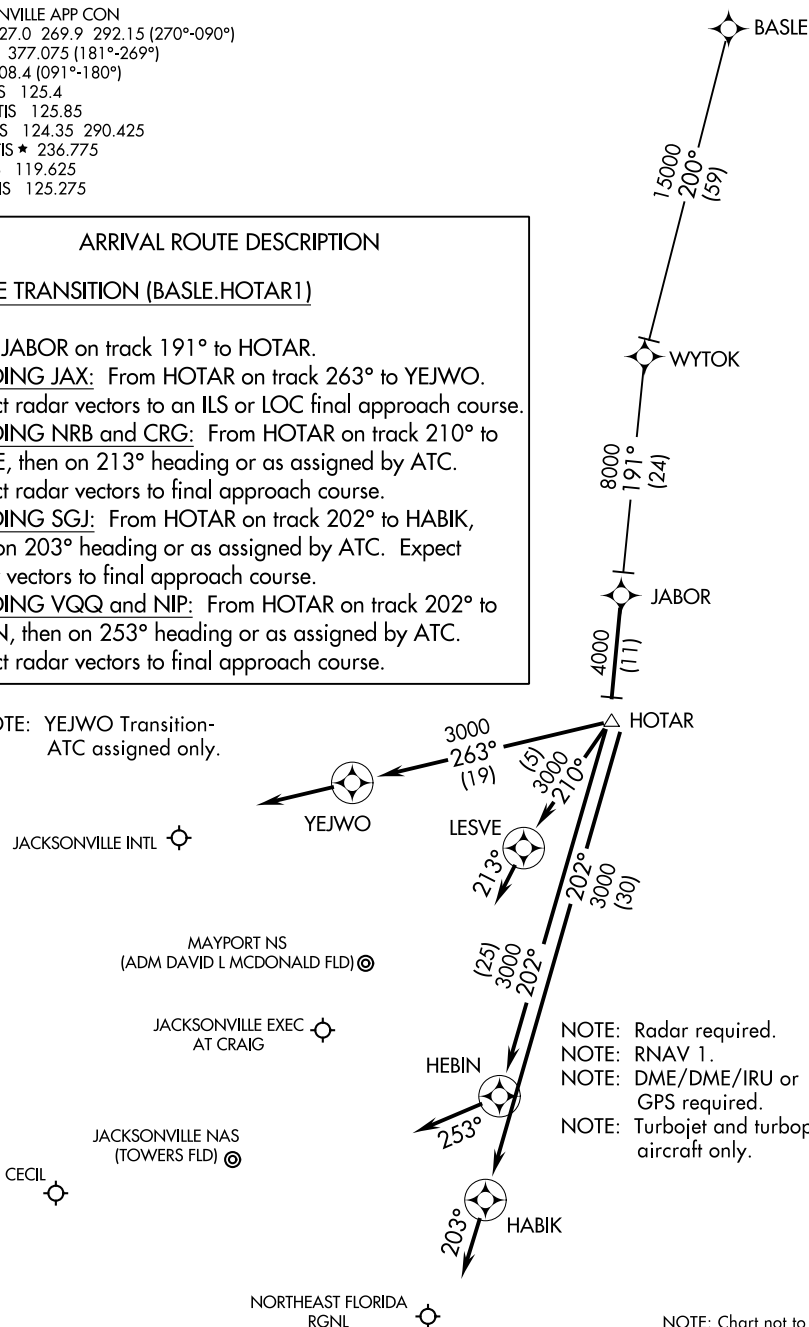 NVILLE APP CON
27.0 269.9 292.15 (270°-090°)
377.075 (181°-269°)
08.4 (091°-180°)
S 125.4
TIS 125.85
S 124.35 290.425
TIS ★ 236.775
119.625
IS 125.275
ARRIVAL ROUTE DESCRIPTION
E TRANSITION (BASLE.HOTAR1)
JABOR on track 191° to HOTAR.
DING JAX: From HOTAR on track 263° to YEJWO.
ct radar vectors to an ILS or LOC final approach course.
DING NRB and CRG: From HOTAR on track 210° to
E, then on 213° heading or as assigned by ATC.
ct radar vectors to final approach course.
DING SGJ: From HOTAR on track 202° to HABIK,
on 203° heading or as assigned by ATC. Expect
vectors to final approach course.
DING VQQ and NIP: From HOTAR on track 202° to
N, then on 253° heading or as assigned by ATC.
ct radar vectors to final approach course.
BASLE
15000
200°
(59)
WYTOK
8000
191°
(24)
JABOR
4000
(11)
HOTAR
OTE: YEJWO Transition-
ATC assigned only.
3000
263°
(19)
(5)
3000
210°
YEJWO
LESVE
213°
JACKSONVILLE INTL
202°
3000
(30)
(25)
3000
202°
MAYPORT NS
(ADM DAVID L MCDONALD FLD)
JACKSONVILLE EXEC
AT CRAIG
NOTE: Radar required.
NOTE: RNAV 1.
NOTE: DME/DME/IRU or
GPS required.
NOTE: Turbojet and turbop
aircraft only.
HEBIN
253°
JACKSONVILLE NAS
(TOWERS FLD)
CECIL
HABIK
203°
NORTHEAST FLORIDA
RGNL
NOTE: Chart not to